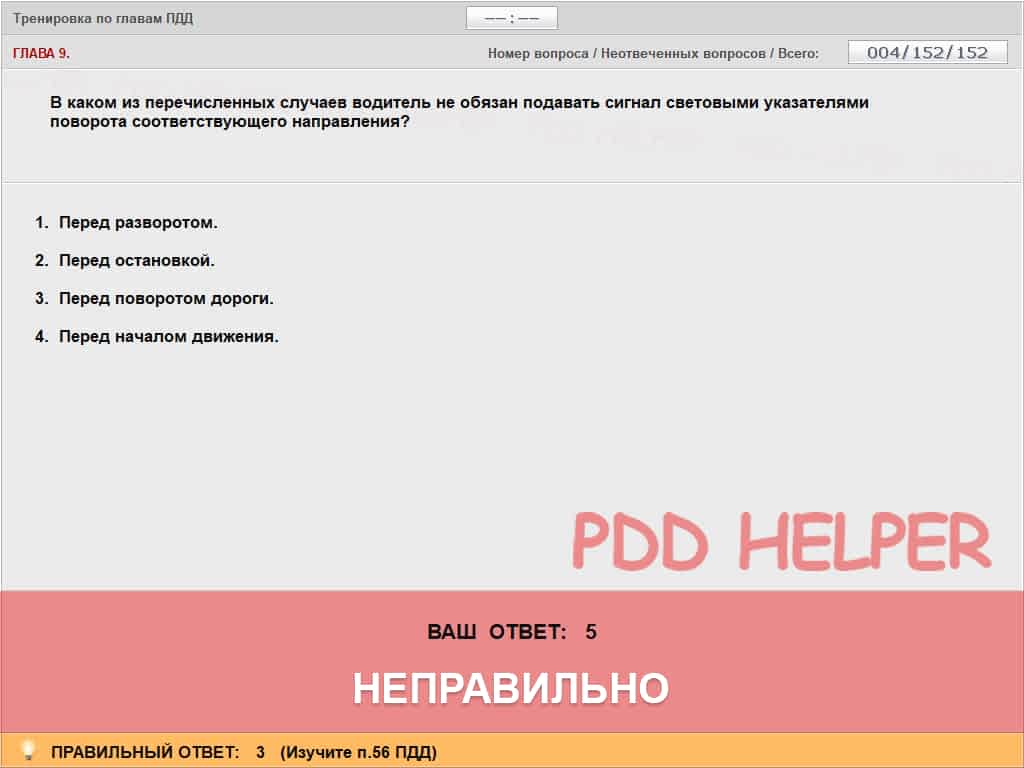 Тренировка по главам ПДД
−− : −−
ГЛАВА 9.
Номер вопроса / Неотвеченных вопросов / Всего:
004/152/152
В каком из перечисленных случаев водитель не обязан подавать сигнал световыми указателями
поворота соответствующего направления?
1. Перед разворотом.
2. Перед остановкой.
3. Перед поворотом дороги.
4. Перед началом движения.
PDD HELPER
ВАШ ОТВЕТ: 5
НЕПРАВИЛЬНО
ПРАВИЛЬНЫЙ ОТВЕТ: 3 (Изучите п.56 ПДД)